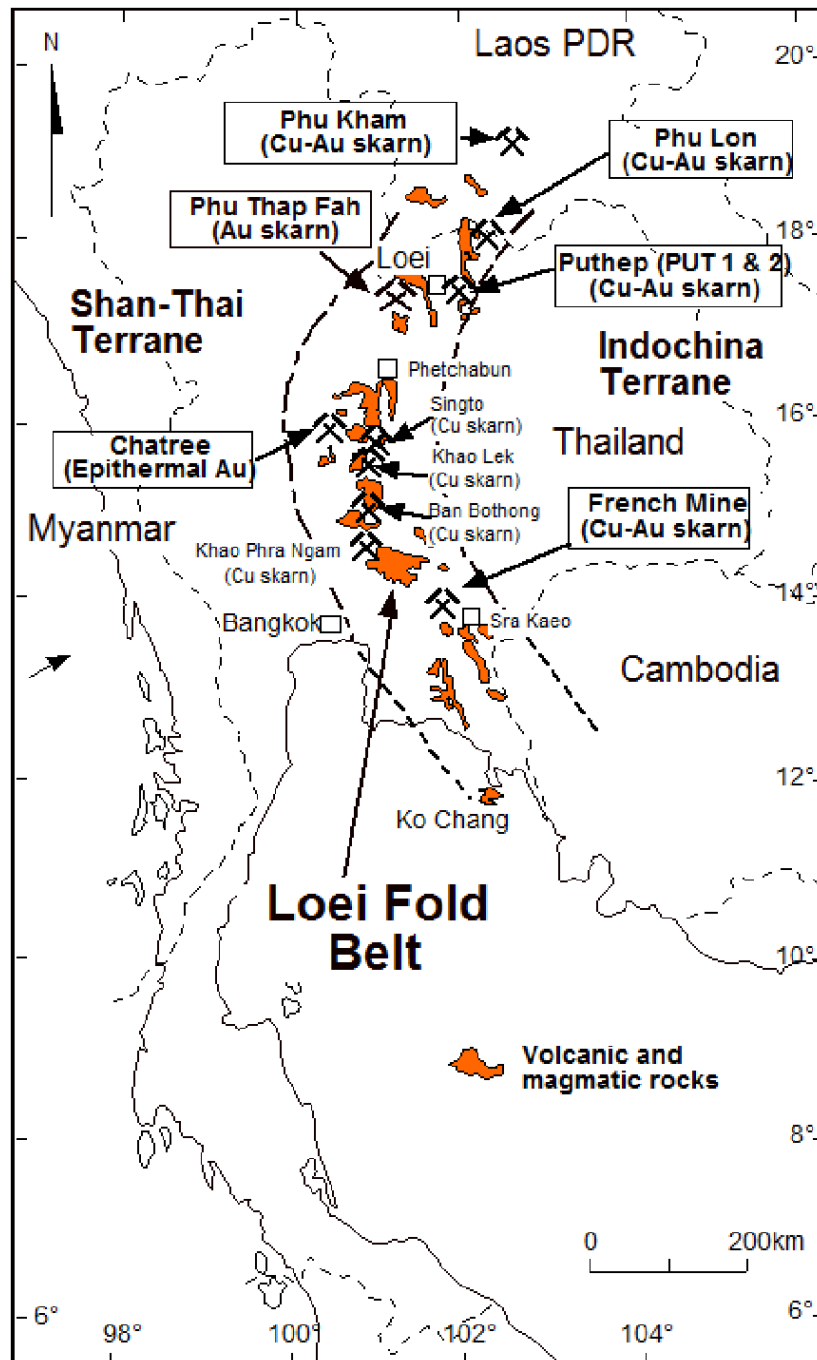 N
Laos PDR
20°
Phu Kham
(Cu-Au skarn)
Phu Lon
(Cu-Au skarn)
Phu Thap Fah
(Au skarn)
18°
Loei
Puthep (PUT 1 & 2)
(Cu-Au skarn)
Shan-Thai
Terrane
Indochina
Terrane
Phetchabun
Singto
(Cu skarn)
16°
Chatree
(Epithermal Au)
Thailand
Khao Lek
(Cu skarn)
French Mine
(Cu-Au skarn)
Myanmar
Ban Bothong
(Cu skarn)
Khao Phra Ngam
(Cu skarn)
14°
Bangkok
Sra Kaeo
Cambodia
12°
Ko Chang
Loei Fold
Belt
10°
Volcanic and
magmatic rocks
8°
0 200km
6° 6°
98° 100° 102° 104°